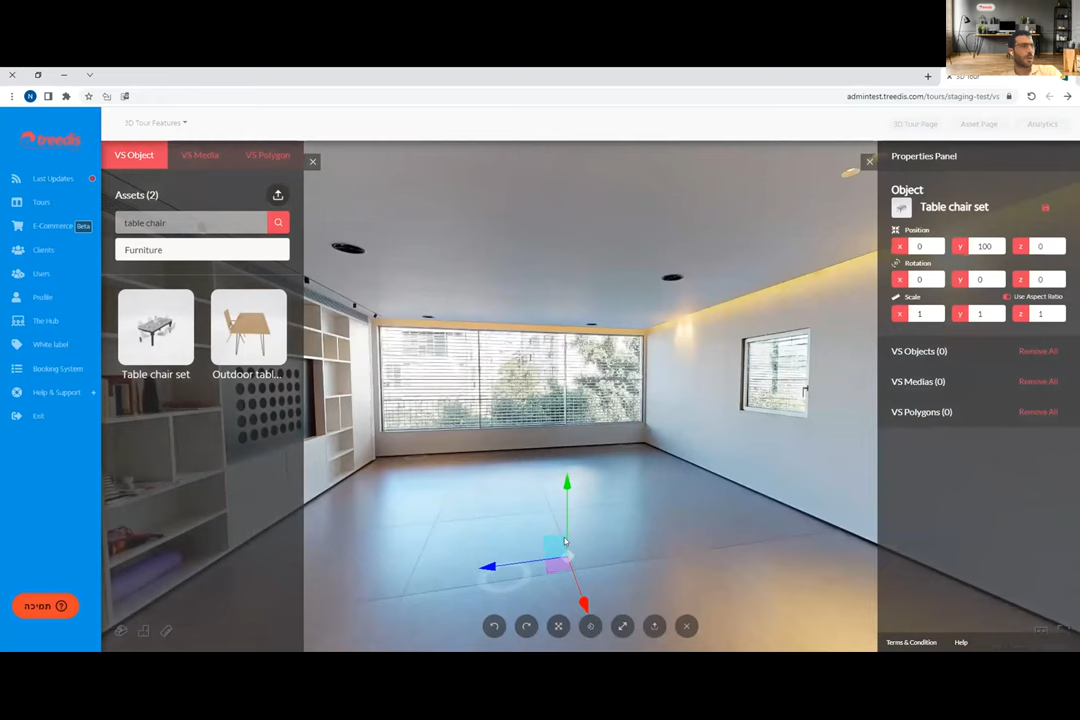 Treedis
3D Tour
admintest.treedis.com/tours/staging-test/vs
N
treedis
3D Tour Features
3D Tour Page
Asset Page
Analytics
VS Object
VS Media
VS Polygon
Properties Panel
Last Updates
Tours
E-Commerce Beta
Clients
Users
Profile
The Hub
White label
Booking System
Help & Support +
Exit
תמיכה
Assets (2)
table chair
Furniture
Table chair set
Outdoor tabl...
Object
Table chair set
Position
x 0 y 100 z 0
Rotation
x 0 y 0 z 0
Scale
Use Aspect Ratio
x 1 y 1 z 1
VS Objects (0)
Remove All
VS Medias (0)
Remove All
VS Polygons (0)
Remove All
Terms & Condition
Help